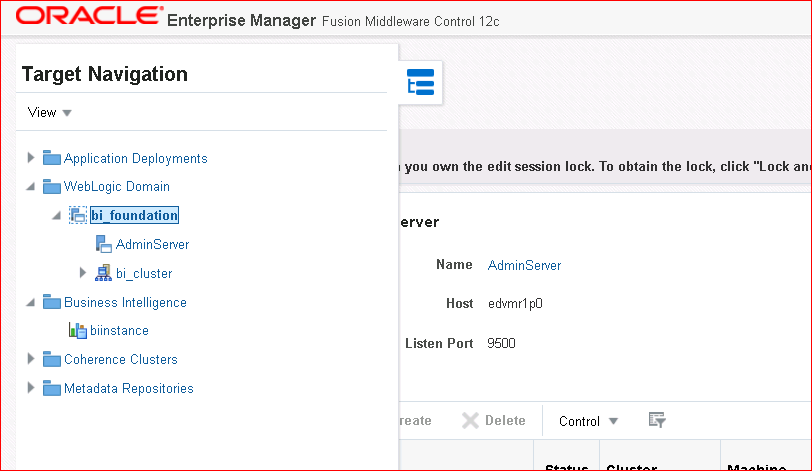 ORACLE® Enterprise Manager Fusion Middleware Control 12c
Target Navigation
View
Application Deployments
WebLogic Domain
bi_foundation
AdminServer
bi_cluster
Business Intelligence
biinstance
Coherence Clusters
Metadata Repositories
you own the edit session lock. To obtain the lock, click "Lock and
erver
Name AdminServer
Host edvmr1p0
Listen Port 9500
reate Delete Control
Status Cluster Machine